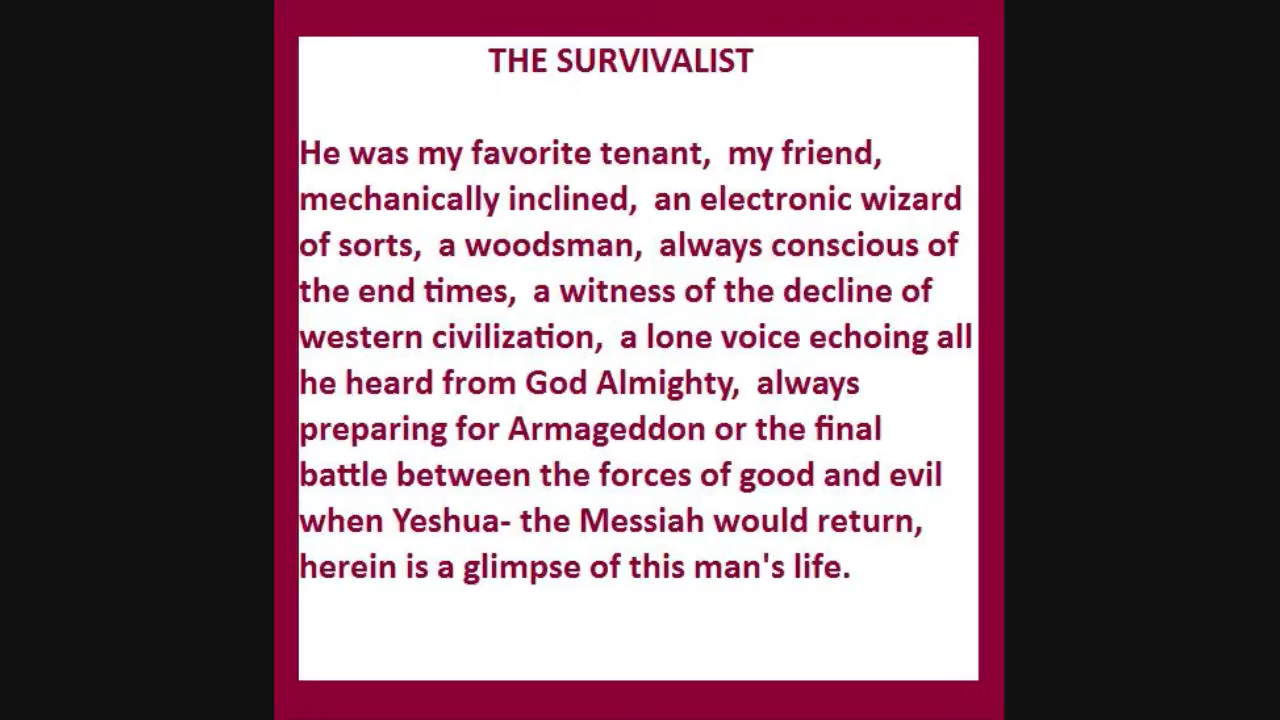 THE SURVIVALIST
He was my favorite tenant,  my friend,
mechanically inclined,  an electronic wizard
of sorts,  a woodsman,  always conscious of
the end times,  a witness of the decline of
western civilization,  a lone voice echoing all
he heard from God Almighty,  always
preparing for Armageddon or the final
battle between the forces of good and evil
when Yeshua- the Messiah would return,
herein is a glimpse of this man's life.